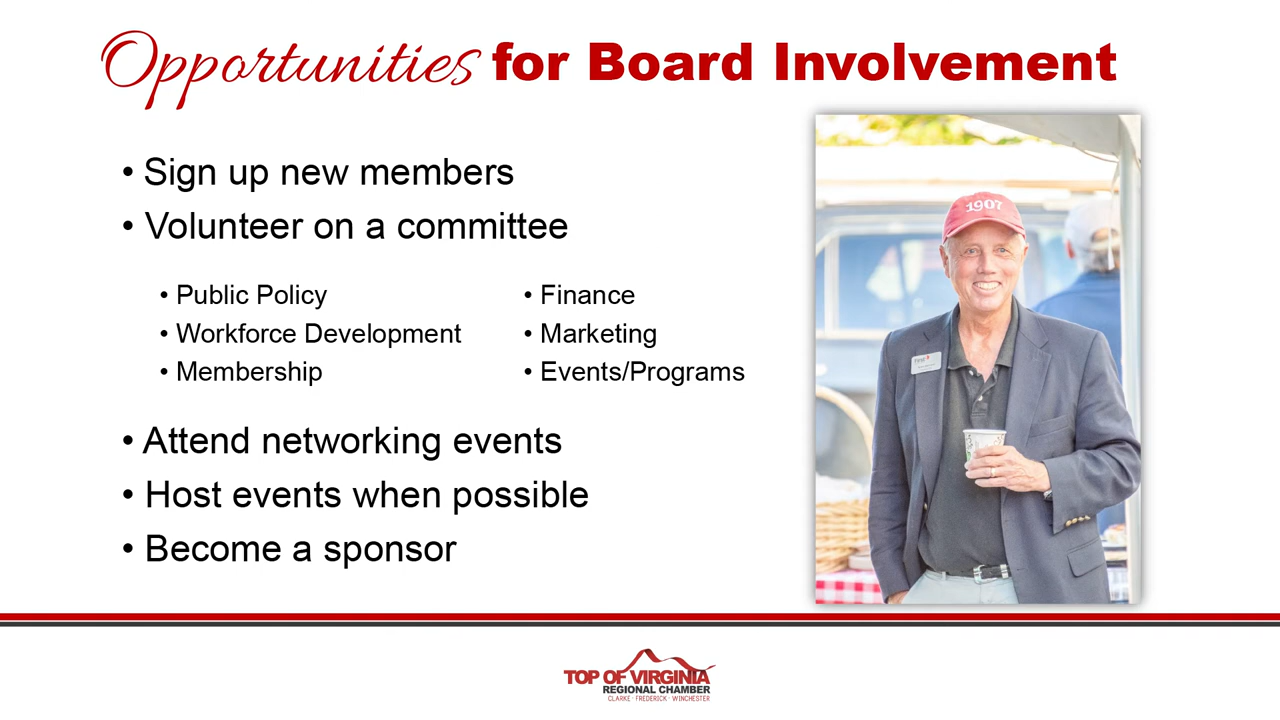 Opportunities for Board Involvement
• Sign up new members
• Volunteer on a committee
• Public Policy
• Workforce Development
• Membership
• Finance
• Marketing
• Events/Programs
• Attend networking events
• Host events when possible
• Become a sponsor
1907
TOP OF VIRGINIA
REGIONAL CHAMBER
CLARKE · FREDERICK · WINCHESTER